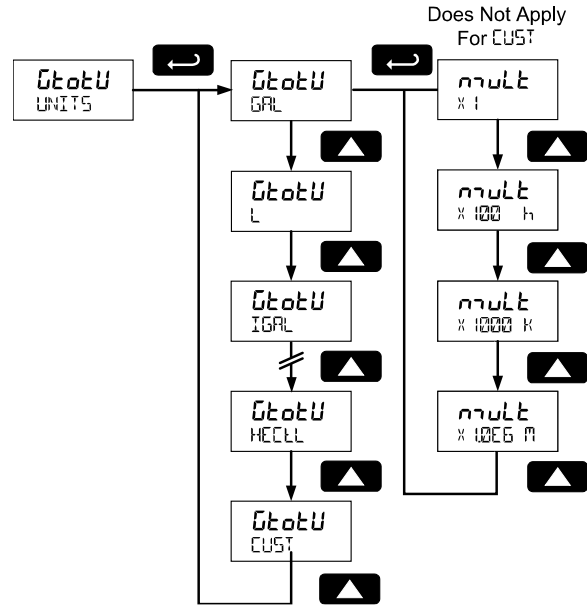 Does Not Apply
For CUST
GtotU
UNITS
GtotU
GAL
GtotU
L
GtotU
IGAL
GtotU
HECtL
GtotU
CUST
mult
X 1
mult
X 100 h
mult
X 1000 K
mult
X 1.0E6 M